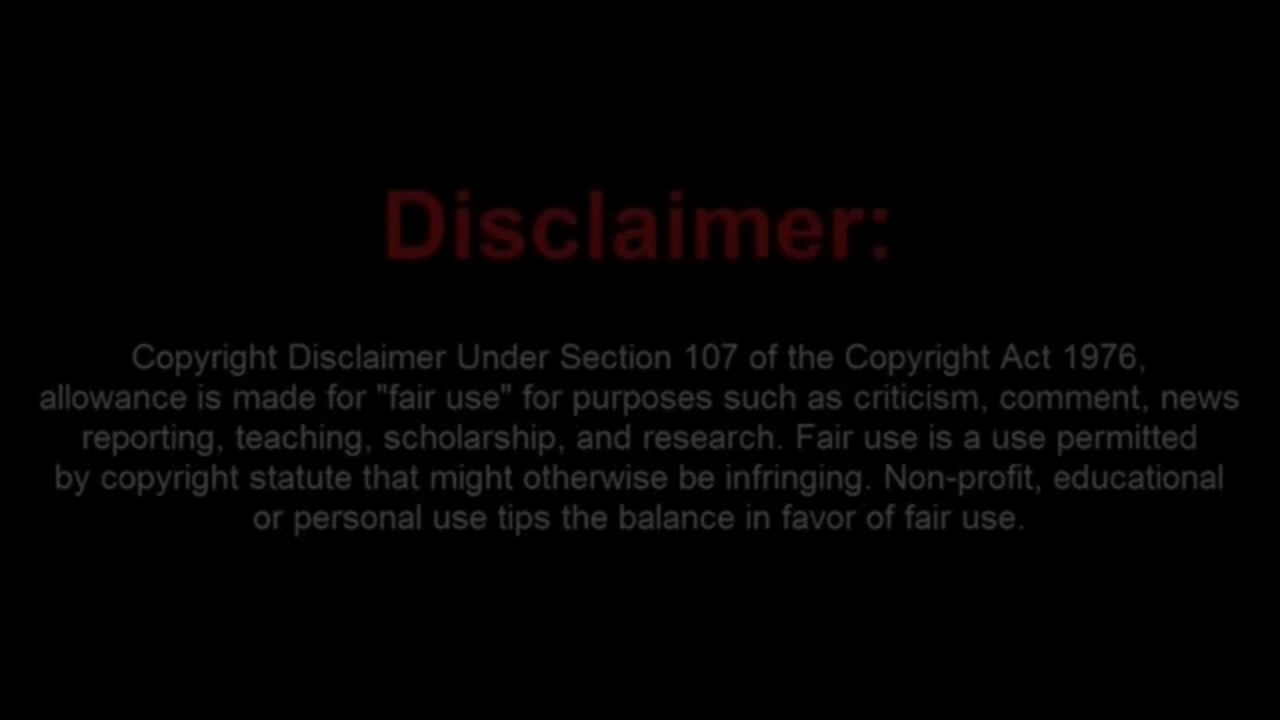 Disclaimer:
Copyright Disclaimer Under Section 107 of the Copyright Act 1976,
allowance is made for "fair use" for purposes such as criticism, comment, news
reporting, teaching, scholarship, and research. Fair use is a use permitted
by copyright statute that might otherwise be infringing. Non-profit, educational
or personal use tips the balance in favor of fair use.